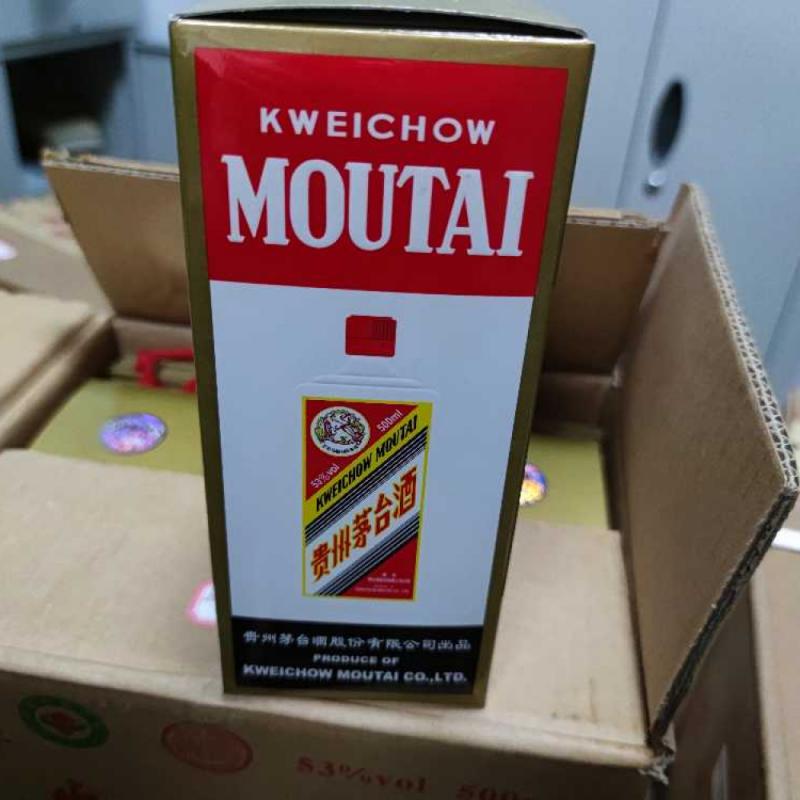 KWEICHOW
MOUTAI
500ml
53%vol
KWEICHOW MOUTAI
贵州茅台酒
贵州茅台酒股份有限公司出品
PRODUCE OF
KWEICHOW MOUTAI CO.,LTD.
53%vol 500